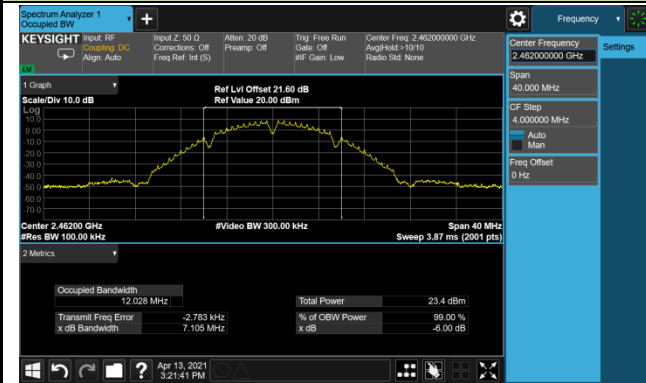 Spectrum Analyzer 1
Occupied BW
Frequency
KEYSIGHT
Input: RF
Coupling: DC
Align: Auto
Input Z: 50 Ω
Corrections: Off
Freq Ref: Int (S)
Atten: 20 dB
Preamp: Off
Trig: Free Run
Gate: Off
#IF Gain: Low
Center Freq: 2.462000000 GHz
Avg|Hold:>10/10
Radio Std: None
Center Frequency
2.462000000 GHz
Settings
Span
40.000 MHz
CF Step
4.000000 MHz
Auto
Man
Freq Offset
0 Hz
1 Graph
Scale/Div 10.0 dB
Ref Lvl Offset 21.60 dB
Ref Value 20.00 dBm
Log
10.0
0.00
-10.0
-20.0
-30.0
-40.0
-50.0
-60.0
-70.0
Center 2.46200 GHz
#Res BW 100.00 kHz
#Video BW 300.00 kHz
Span 40 MHz
Sweep 3.87 ms (2001 pts)
2 Metrics
Occupied Bandwidth
12.028 MHz
Total Power 23.4 dBm
Transmit Freq Error -2.783 kHz
% of OBW Power 99.00 %
x dB Bandwidth 7.105 MHz
x dB -6.00 dB
Apr 13, 2021
3:21:41 PM